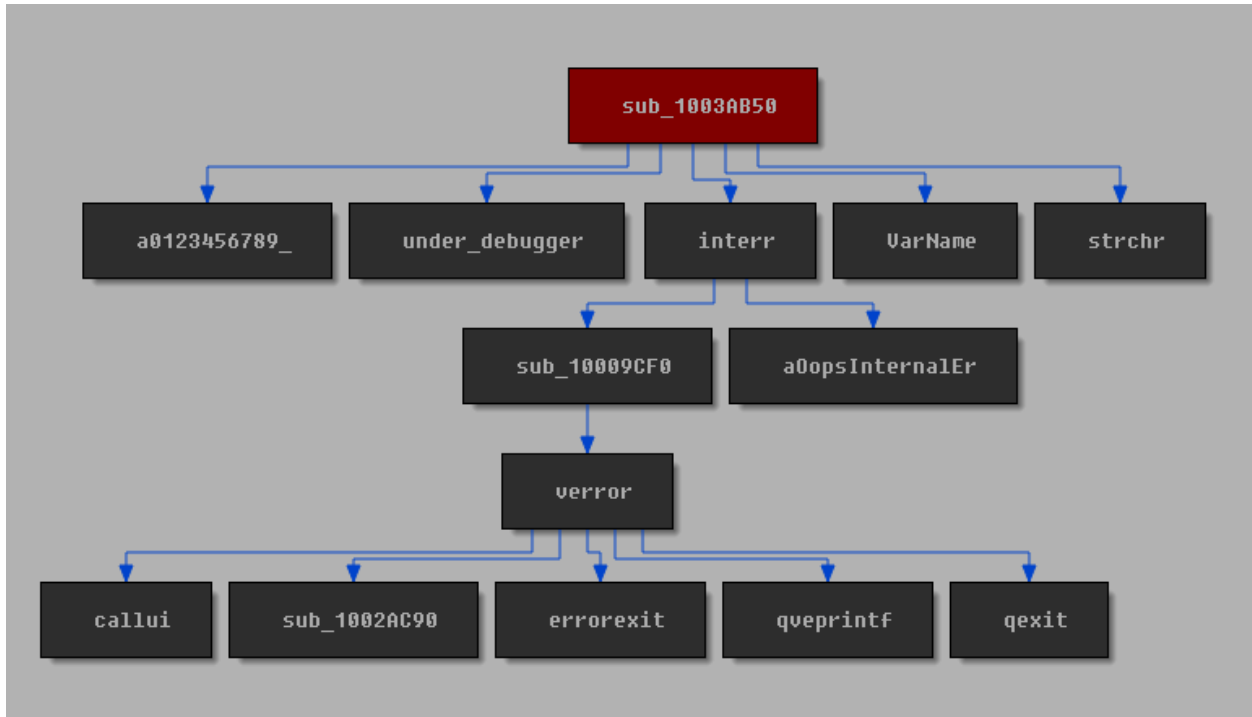 sub_1003AB50
a0123456789_
under_debugger
interr
VarName
strchr
sub_10009CF0
aOopsInternalEr
verror
callui
sub_1002AC90
errorexit
qveprintf
qexit